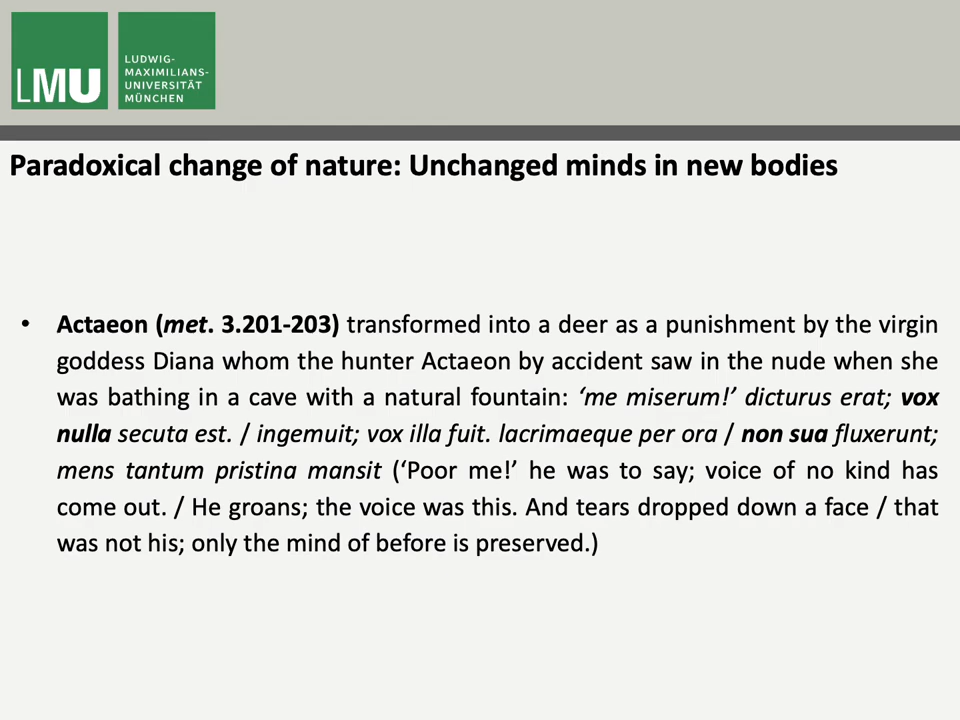 LMU
LUDWIG-
MAXIMILIANS-
UNIVERSITÄT
MÜNCHEN
Paradoxical change of nature: Unchanged minds in new bodies
• Actaeon (met. 3.201-203) transformed into a deer as a punishment by the virgin
goddess Diana whom the hunter Actaeon by accident saw in the nude when she
was bathing in a cave with a natural fountain: ‘me miserum!’ dicturus erat; vox
nulla secuta est. / ingemuit; vox illa fuit. lacrimaeque per ora / non sua fluxerunt;
mens tantum pristina mansit (‘Poor me!’ he was to say; voice of no kind has
come out. / He groans; the voice was this. And tears dropped down a face / that
was not his; only the mind of before is preserved.)